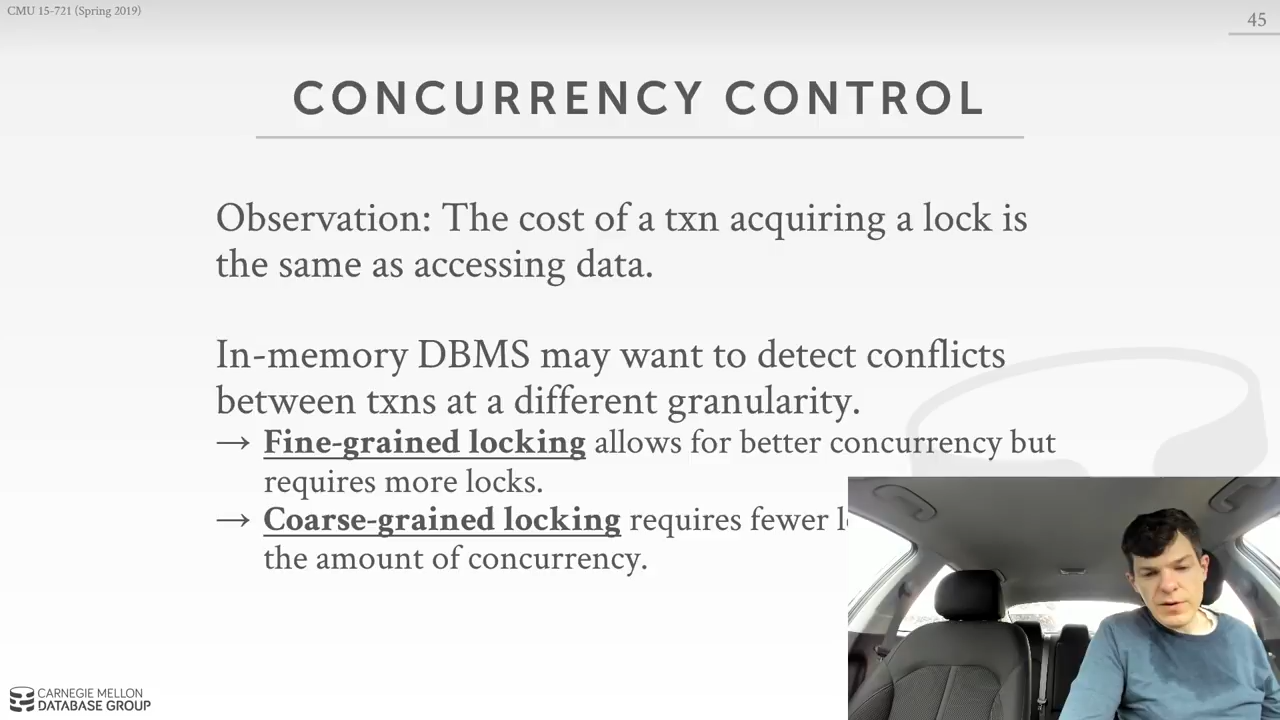 CMU 15-721 (Spring 2019)
45
CONCURRENCY CONTROL
Observation: The cost of a txn acquiring a lock is
the same as accessing data.
In-memory DBMS may want to detect conflicts
between txns at a different granularity.
→ Fine-grained locking allows for better concurrency but
requires more locks.
→ Coarse-grained locking requires fewer
the amount of concurrency.
CARNEGIE MELLON
DATABASE GROUP